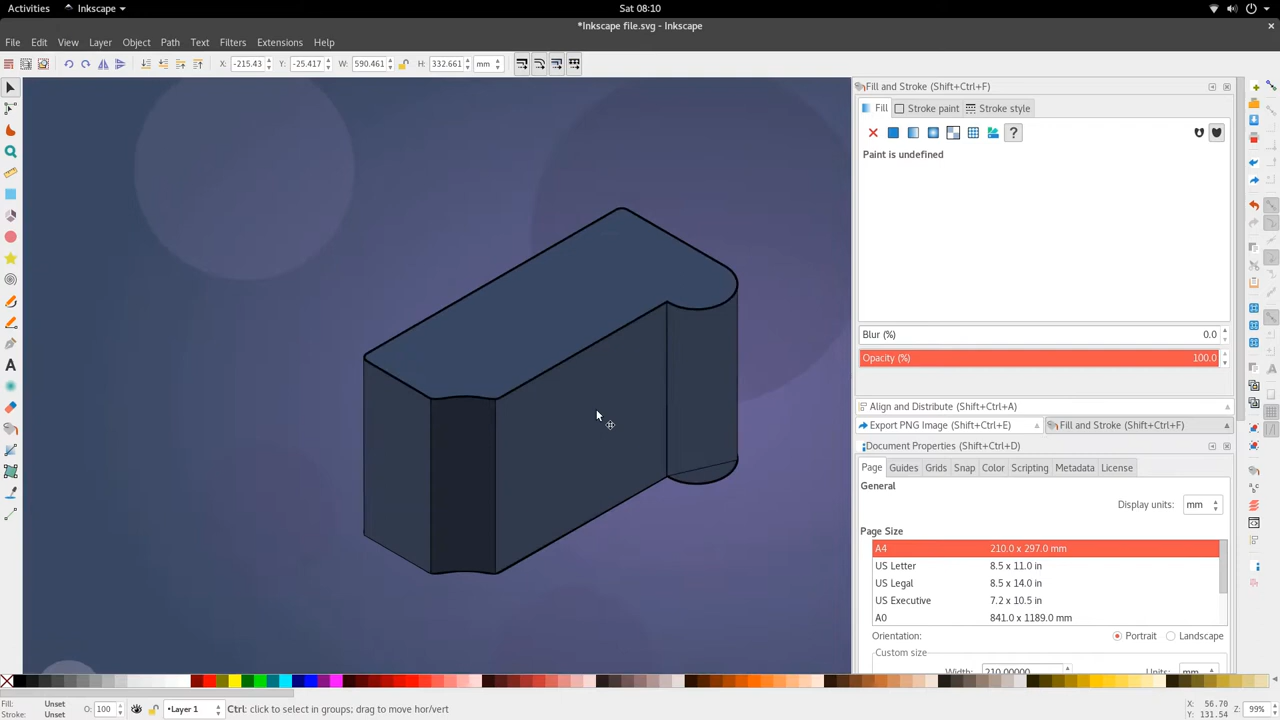 Activities Inkscape Sat 08:10
*Inkscape file.svg - Inkscape
File Edit View Layer Object Path Text Filters Extensions Help
X: -215.43 Y: -25.417 W: 590.461 H: 332.661 mm
Fill and Stroke (Shift+Ctrl+F)
Fill Stroke paint Stroke style
?
Paint is undefined
Blur (%) 0.0
Opacity (%) 100.0
Align and Distribute (Shift+Ctrl+A)
Export PNG Image (Shift+Ctrl+E) Fill and Stroke (Shift+Ctrl+F)
Document Properties (Shift+Ctrl+D)
Page Guides Grids Snap Color Scripting Metadata License
General
Display units: mm
Page Size
A4 210.0 x 297.0 mm
US Letter 8.5 x 11.0 in
US Legal 8.5 x 14.0 in
US Executive 7.2 x 10.5 in
A0 841.0 x 1189.0 mm
Orientation: Portrait Landscape
Custom size
Width: 210.00000 Units: mm
Fill: Unset
Stroke: Unset
O: 100 •Layer 1 Ctrl: click to select in groups; drag to move hor/vert
X: 56.70
Y: 131.54
Z: 99%